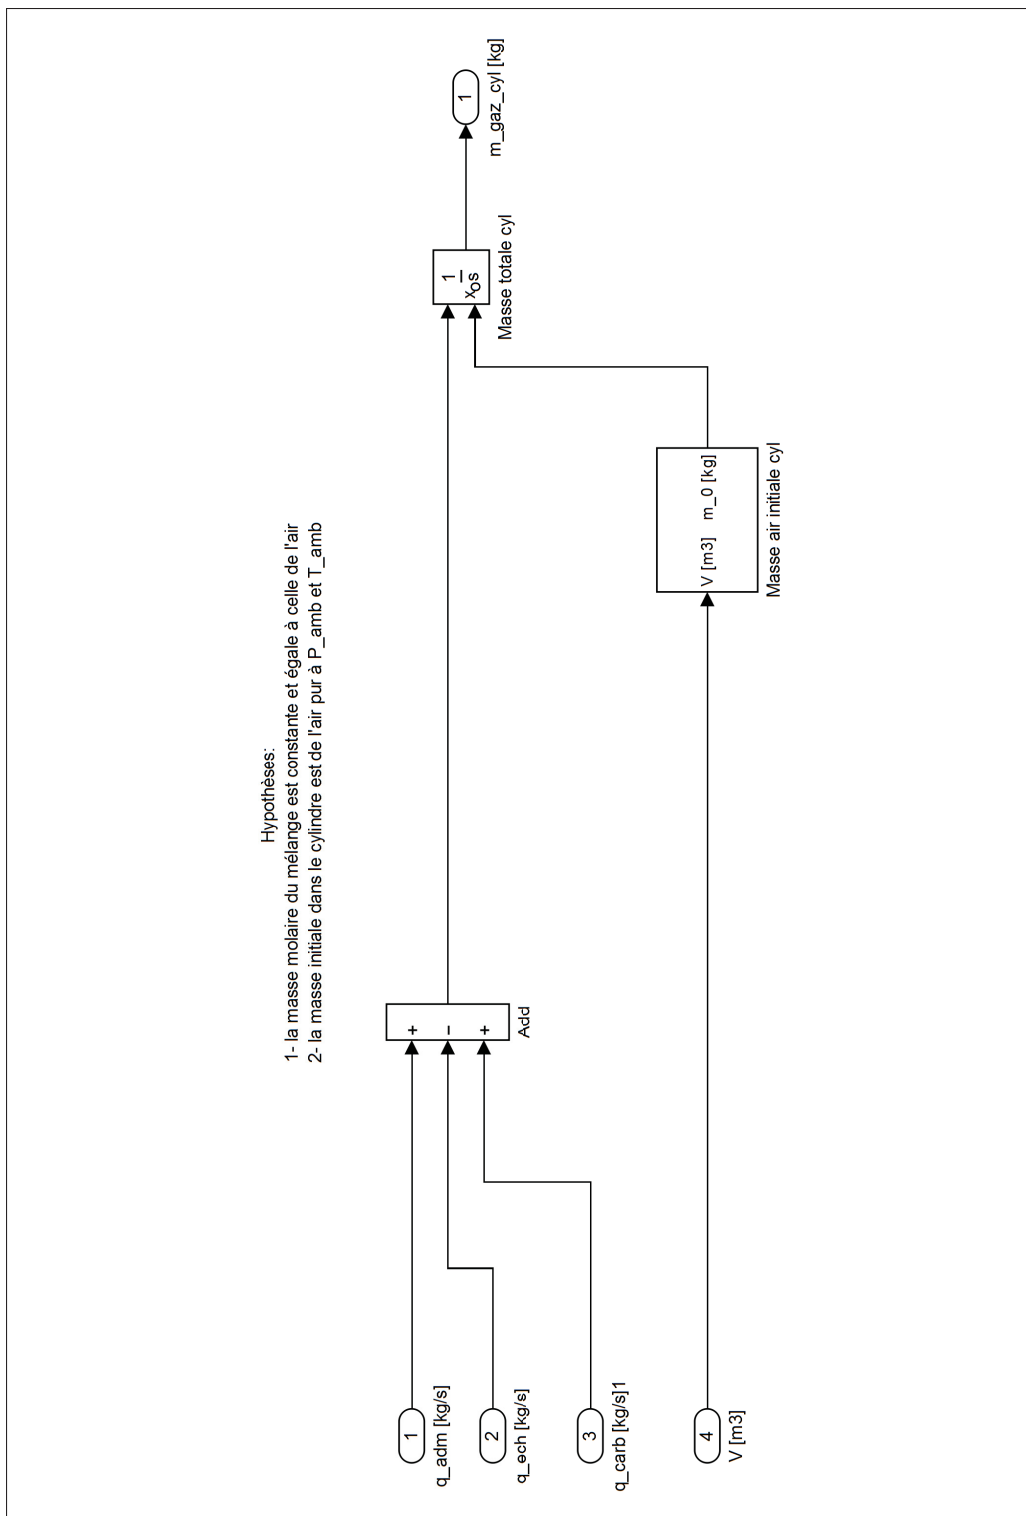 Hypothèses:
1- la masse molaire du mélange est constante et égale à celle de l'air
2- la masse initiale dans le cylindre est de l'air pur à P_amb et T_amb
1
q_adm [kg/s]
2
q_ech [kg/s]
3
q_carb [kg/s]1
4
V [m3]
+
−
+
Add
V [m3] m_0 [kg]
Masse air initiale cyl
1
s
xo
Masse totale cyl
1
m_gaz_cyl [kg]